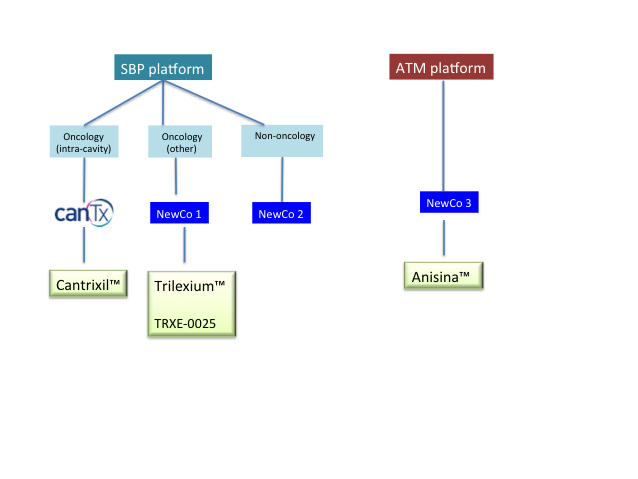 SBP platform
ATM platform
Oncology
(intra-cavity)
Oncology
(other)
Non-oncology
canTx
NewCo 1
NewCo 2
NewCo 3
Cantrixil™
Trilexium™
TRXE-0025
Anisina™